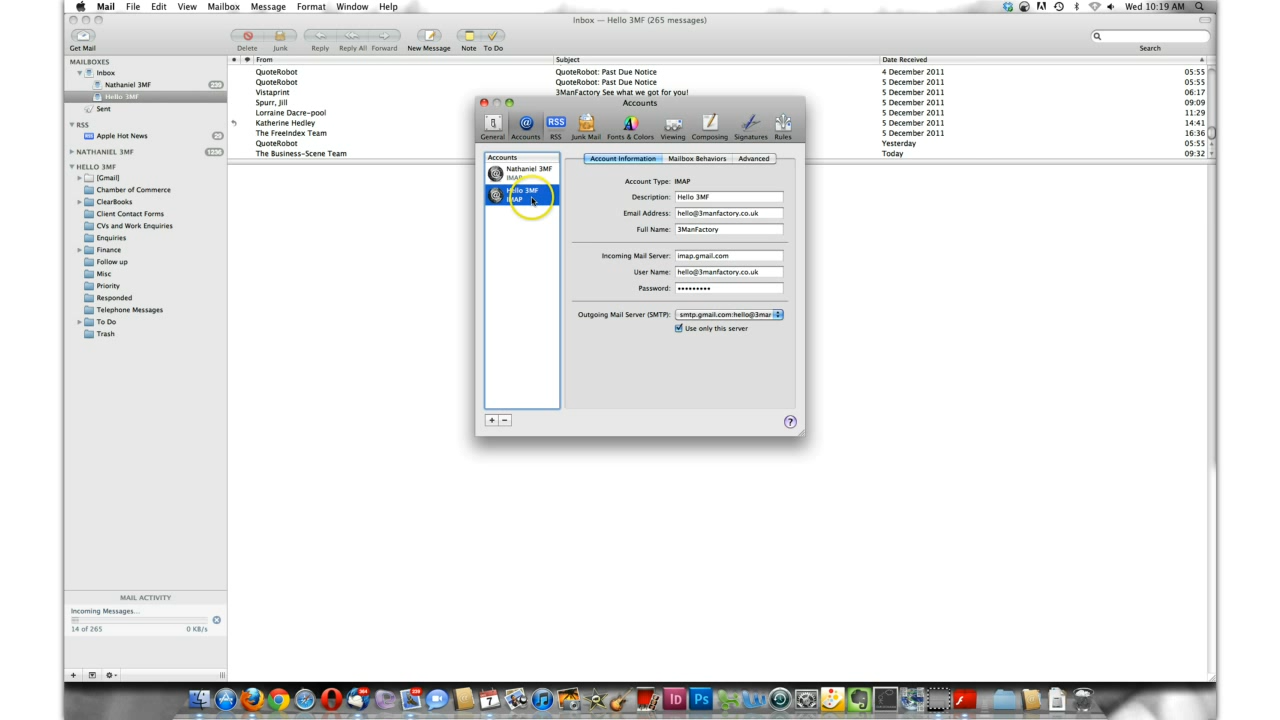 Mail File Edit View Mailbox Message Format Window Help Wed 10:19 AM
Inbox — Hello 3MF (265 messages)
Get Mail Delete Junk Reply Reply All Forward New Message Note To Do Search
MAILBOXES
Inbox
Nathaniel 3MF
Hello 3MF
Sent
RSS
Apple Hot News 23
NATHANIEL 3MF
HELLO 3MF
[Gmail]
Chamber of Commerce
ClearBooks
Client Contact Forms
CVs and Work Enquiries
Enquiries
Finance
Follow up
Misc
Priority
Responded
Telephone Messages
To Do
Trash
MAIL ACTIVITY
Incoming Messages...
14 of 265 0 KB/s
From Subject Date Received
QuoteRobot QuoteRobot: Past Due Notice 4 December 2011 05:55
QuoteRobot QuoteRobot: Past Due Notice 5 December 2011 05:55
Vistaprint 3ManFactory See what we got for you! 5 December 2011 06:17
Spurr, Jill 5 December 2011 09:09
Lorraine Dacre-pool 5 December 2011 11:29
Katherine Hedley 5 December 2011 14:41
The FreeIndex Team 5 December 2011 16:36
QuoteRobot Yesterday 05:55
The Business-Scene Team Today 09:32
Accounts
General Accounts RSS Junk Mail Fonts & Colors Viewing Composing Signatures Rules
RSS
Accounts
Nathaniel 3MF
IMAP
Hello 3MF
IMAP
Account Information Mailbox Behaviors Advanced
Account Type: IMAP
Description: Hello 3MF
Email Address: hello@3manfactory.co.uk
Full Name: 3ManFactory
Incoming Mail Server: imap.gmail.com
User Name: hello@3manfactory.co.uk
Password: •••••••••
Outgoing Mail Server (SMTP): smtp.gmail.com:hello@3mar
Use only this server
+ − ?
7 Id Ps